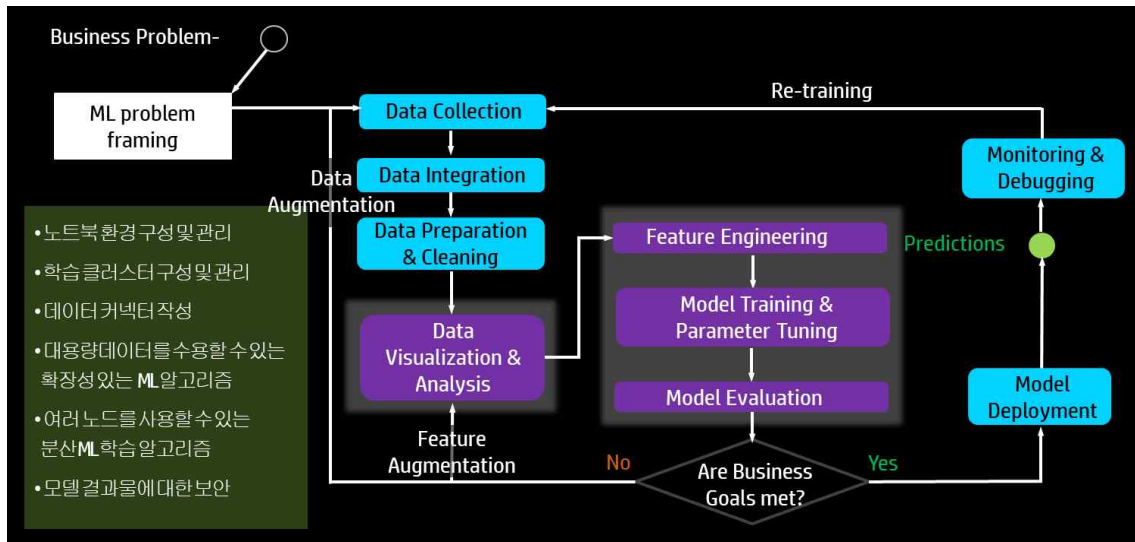 Business Problem-
ML problem
framing
Data Collection
Re-training
Data Integration
Data
Augmentation
Data Preparation
& Cleaning
Data
Visualization &
Analysis
Feature
Augmentation
Feature Engineering
Model Training &
Parameter Tuning
Model Evaluation
Are Business
Goals met?
No
Yes
Model
Deployment
Predictions
Monitoring &
Debugging
• 노트북 환경 구성 및 관리
• 학습 클러스터 구성 및 관리
• 데이터 커넥터 작성
• 대용량 데이터를 수용할 수 있는
확장성 있는 ML 알고리즘
• 여러 노드를 사용할 수 있는
분산 ML 학습 알고리즘
• 모델 결과물에 대한 보안